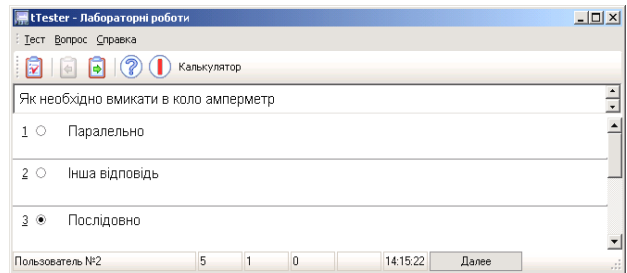 tTester - Лабораторні роботи
Тест Вопрос Справка
Калькулятор
Як необхідно вмикати в коло амперметр
1 Паралельно
2 Інша відповідь
3 Послідовно
Пользователь №2 5 1 0 14:15:22 Далее